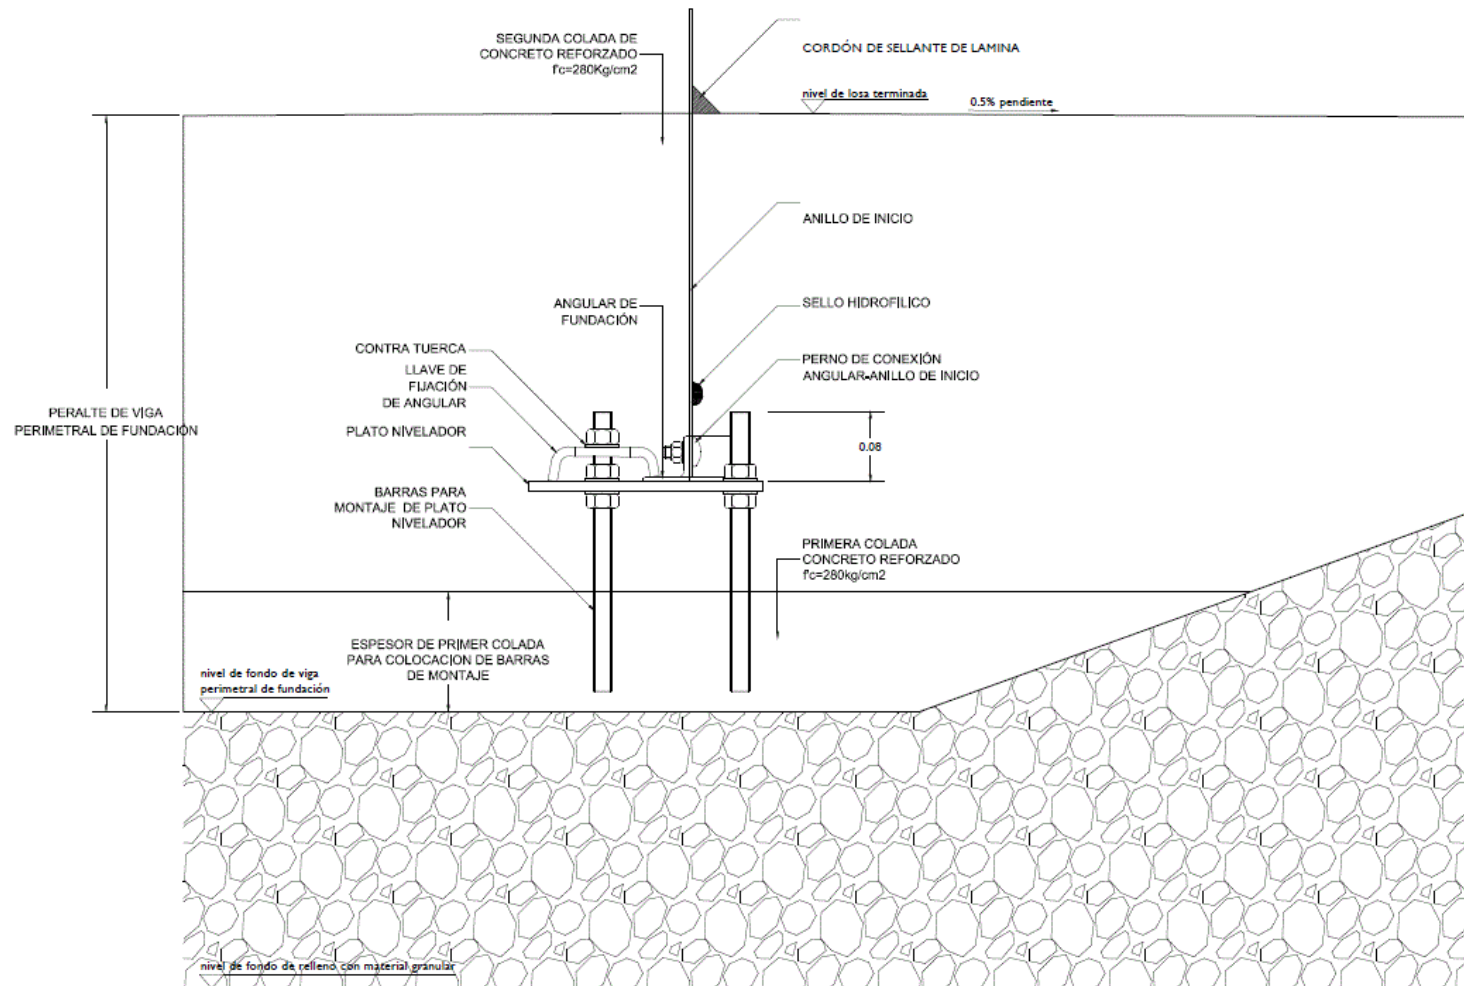 SEGUNDA COLADA DE
CONCRETO REFORZADO
f'c=280Kg/cm2
CORDÓN DE SELLANTE DE LAMINA
nivel de losa terminada
0.5% pendiente
ANILLO DE INICIO
ANGULAR DE
FUNDACIÓN
SELLO HIDROFILICO
CONTRA TUERCA
LLAVE DE
FIJACIÓN
DE ANGULAR
PERNO DE CONEXIÓN
ANGULAR-ANILLO DE INICIO
PERALTE DE VIGA
PERIMETRAL DE FUNDACIÓN
PLATO NIVELADOR
0.08
BARRAS PARA
MONTAJE DE PLATO
NIVELADOR
PRIMERA COLADA
CONCRETO REFORZADO
f'c=280kg/cm2
ESPESOR DE PRIMER COLADA
PARA COLOCACION DE BARRAS
DE MONTAJE
nivel de fondo de viga
perimetral de fundación
nivel de fondo de relleno con material granular